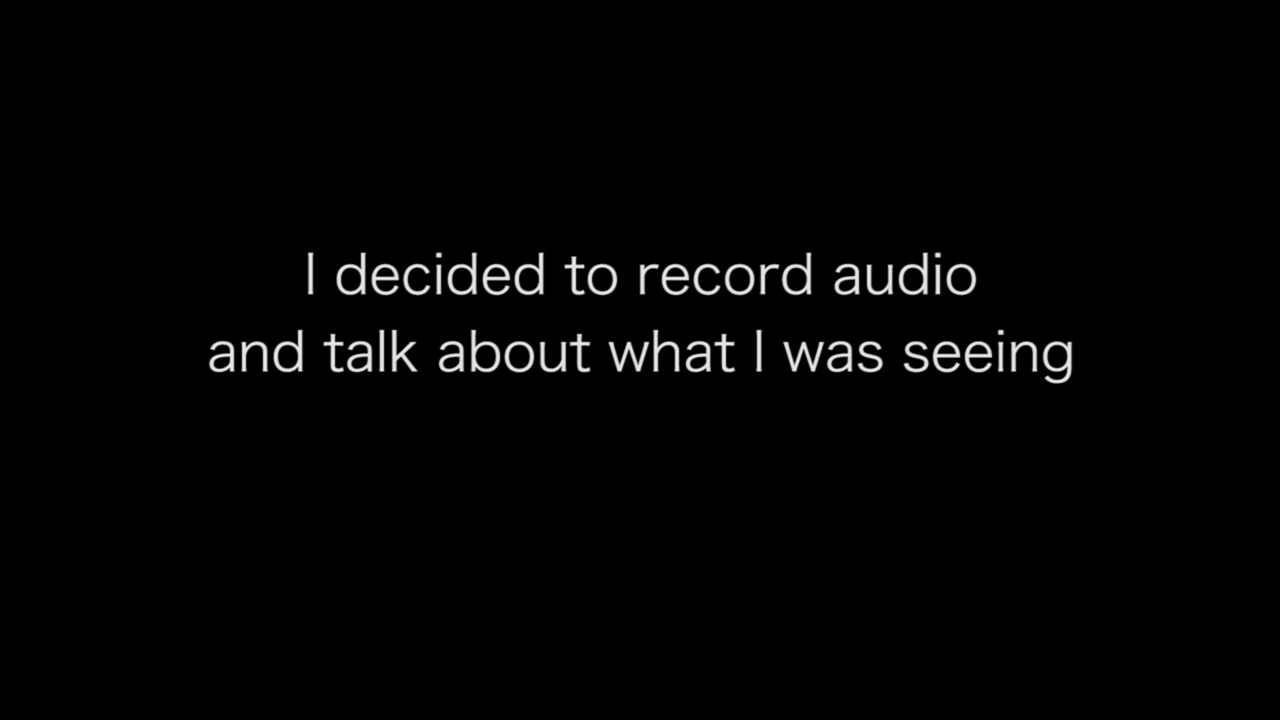 I decided to record audio
and talk about what I was seeing